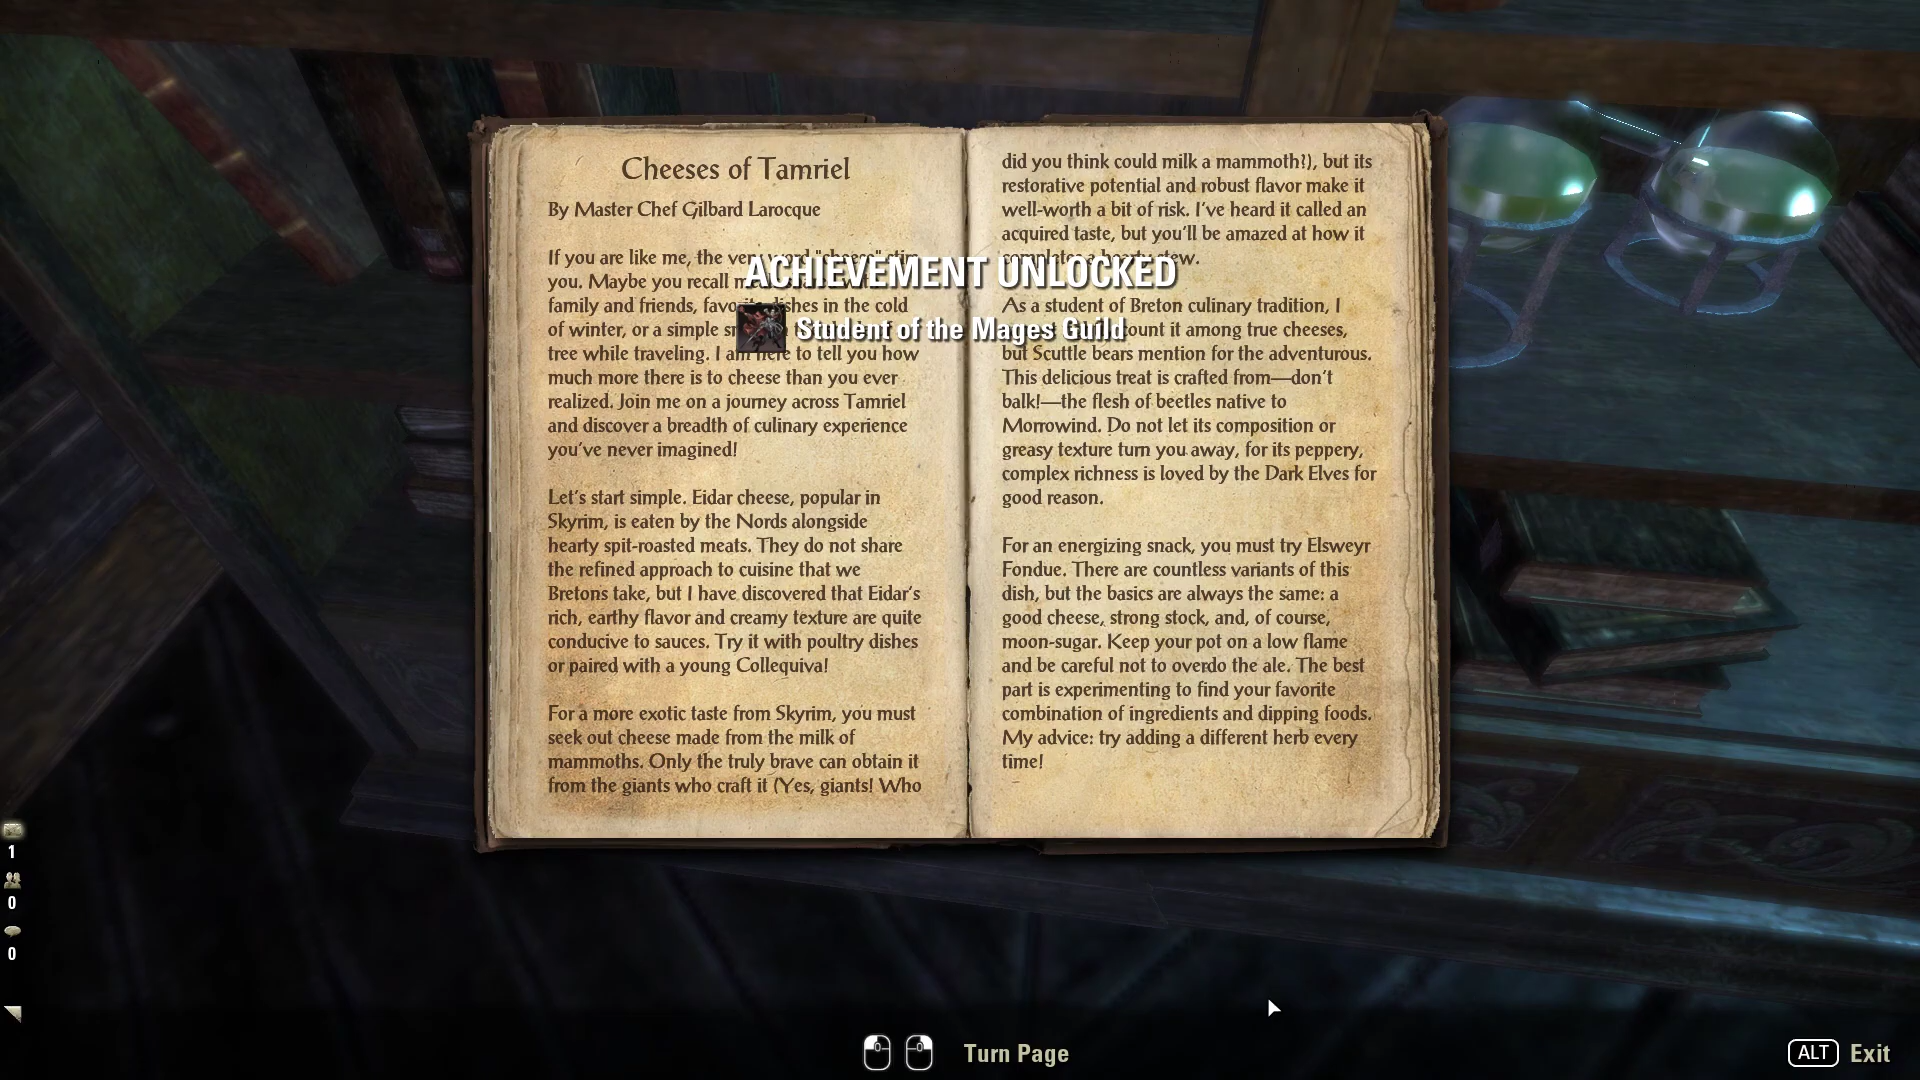 Cheeses of Tamriel
By Master Chef Gilbard Larocque
If you are like me, the very word "cheese" stirs
you. Maybe you recall
family and friends, favorite dishes in the cold
of winter, or a simple
tree while traveling. I am here to tell you how
much more there is to cheese than you ever
realized. Join me on a journey across Tamriel
and discover a breadth of culinary experience
you've never imagined!
Let's start simple. Eidar cheese, popular in
Skyrim, is eaten by the Nords alongside
hearty spit-roasted meats. They do not share
the refined approach to cuisine that we
Bretons take, but I have discovered that Eidar's
rich, earthy flavor and creamy texture are quite
conducive to sauces. Try it with poultry dishes
or paired with a young Collequiva!
For a more exotic taste from Skyrim, you must
seek out cheese made from the milk of
mammoths. Only the truly brave can obtain it
from the giants who craft it (Yes, giants! Who
did you think could milk a mammoth?), but its
restorative potential and robust flavor make it
well-worth a bit of risk. I've heard it called an
acquired taste, but you'll be amazed at how it
completes a hearty stew.
As a student of Breton culinary tradition, I
count it among true cheeses,
but Scuttle bears mention for the adventurous.
This delicious treat is crafted from—don't
balk!—the flesh of beetles native to
Morrowind. Do not let its composition or
greasy texture turn you away, for its peppery,
complex richness is loved by the Dark Elves for
good reason.
For an energizing snack, you must try Elsweyr
Fondue. There are countless variants of this
dish, but the basics are always the same: a
good cheese, strong stock, and, of course,
moon-sugar. Keep your pot on a low flame
and be careful not to overdo the ale. The best
part is experimenting to find your favorite
combination of ingredients and dipping foods.
My advice: try adding a different herb every
time!
ACHIEVEMENT UNLOCKED
Student of the Mages Guild
1
0
0
Turn Page
ALT Exit